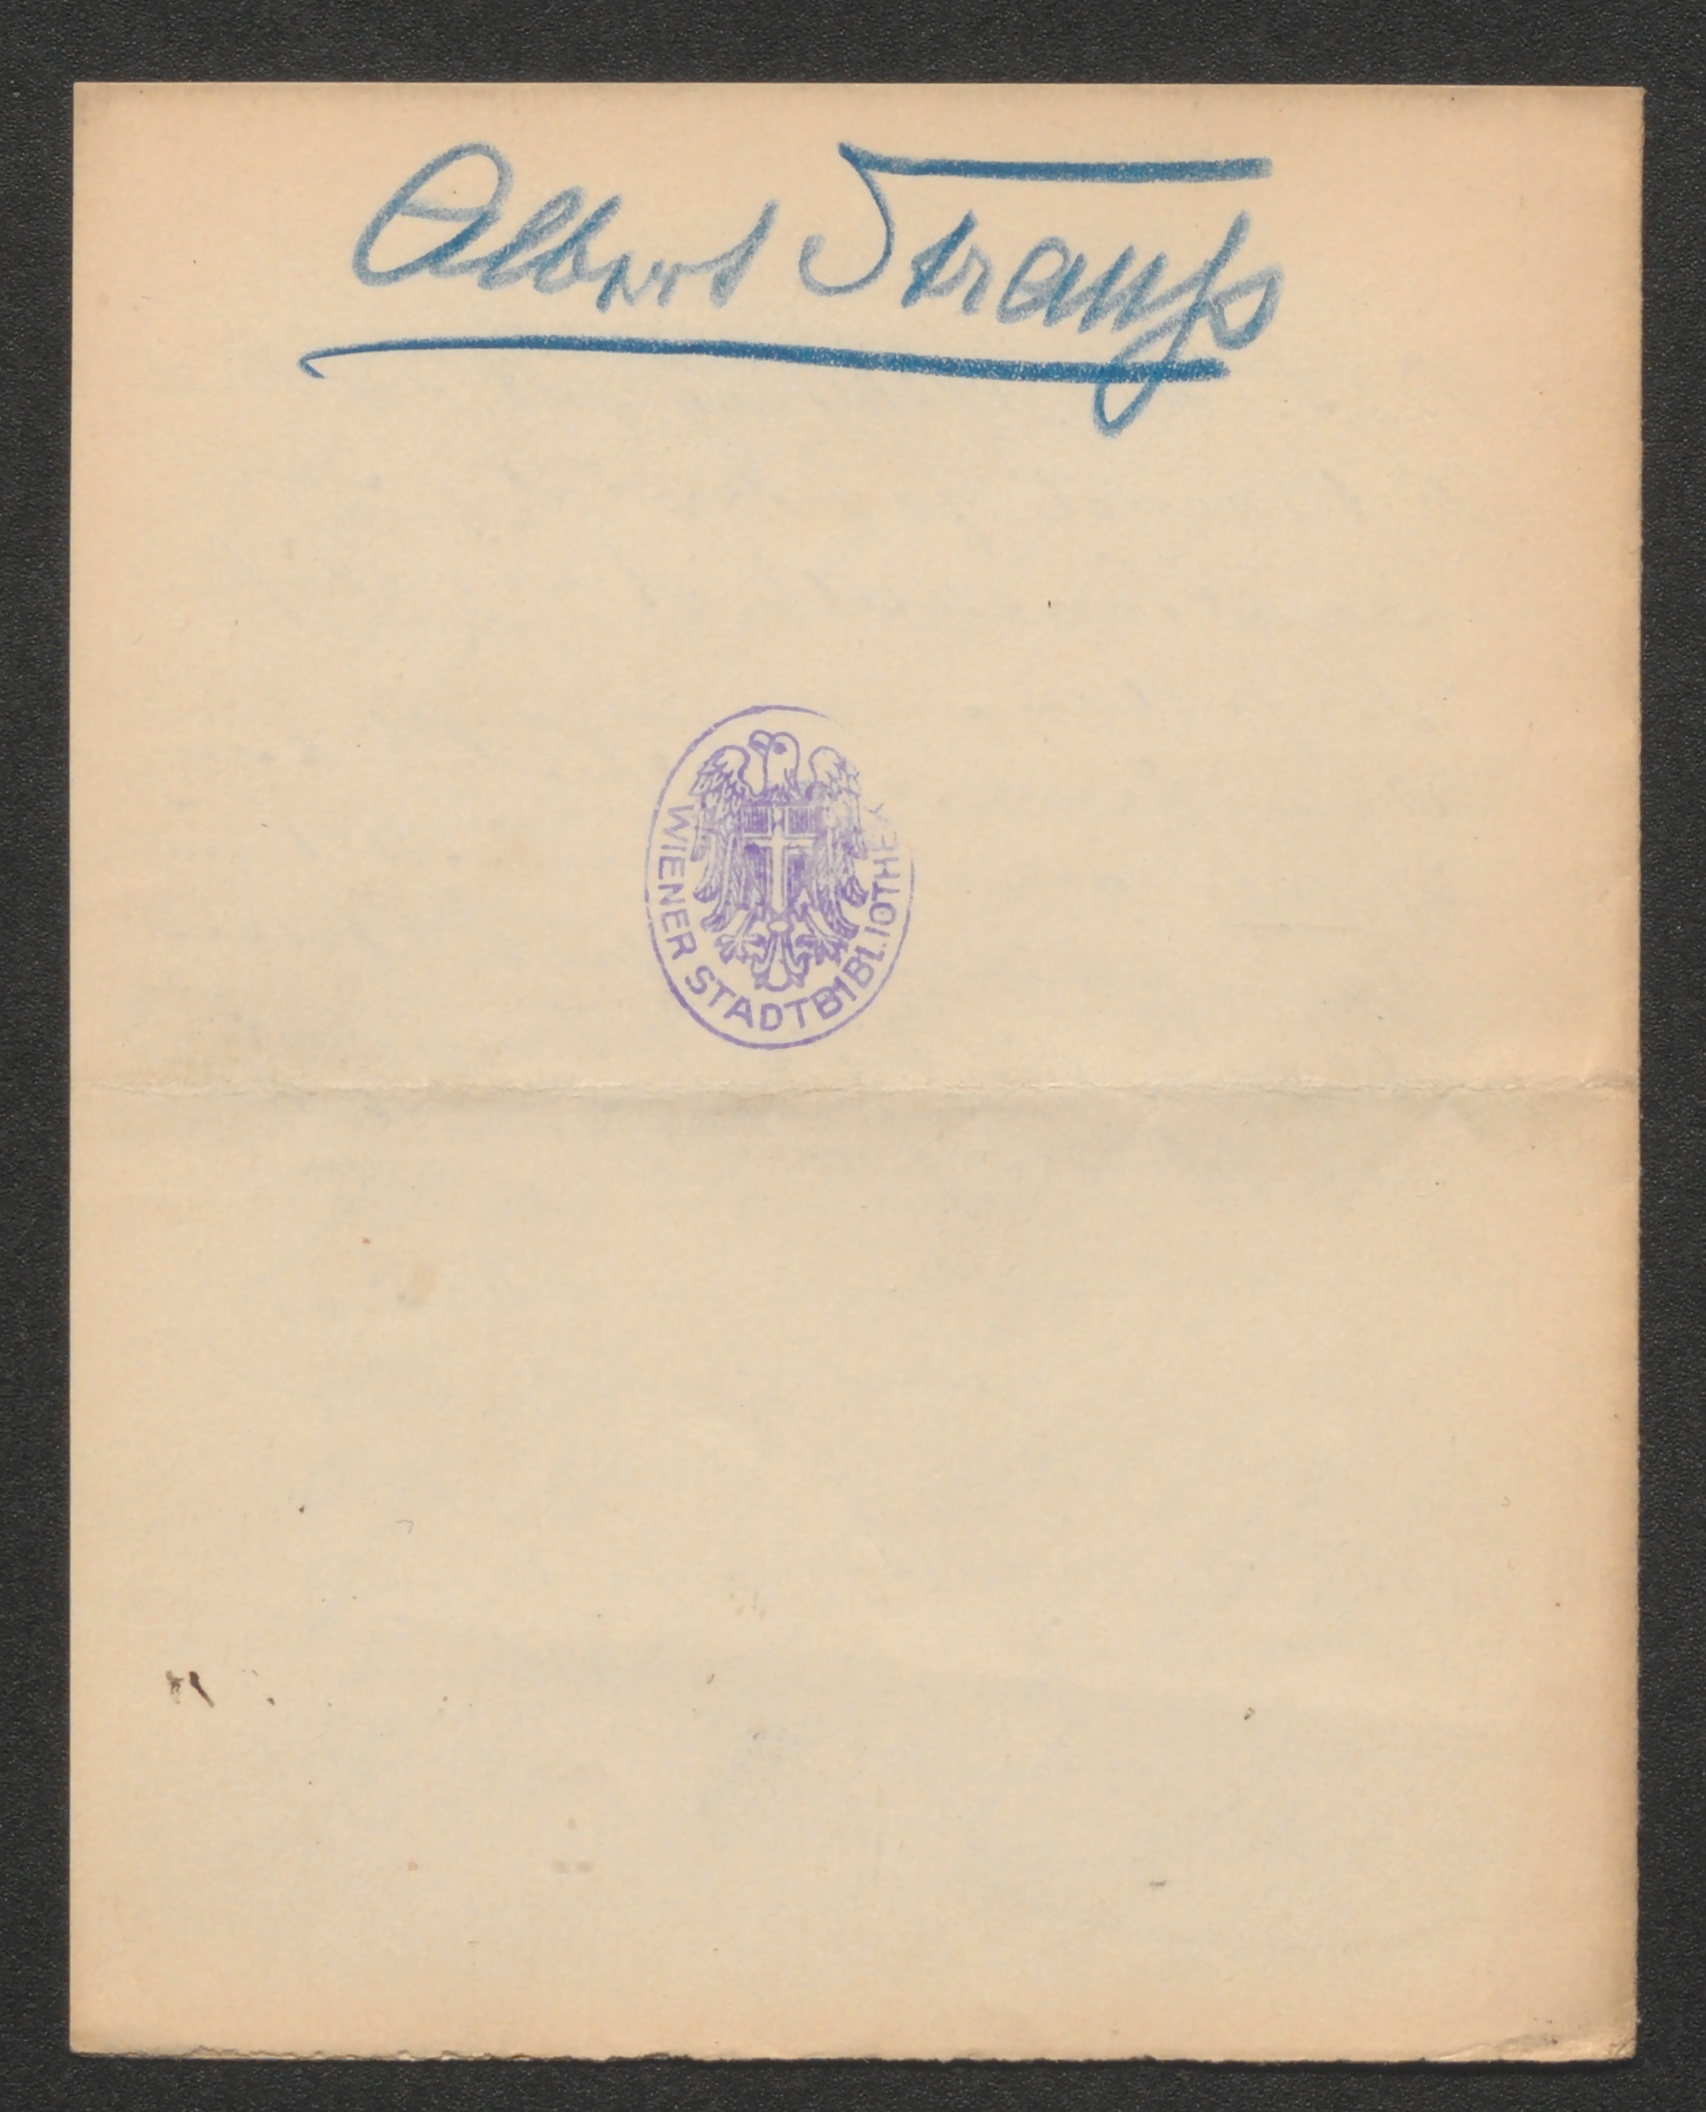 Albert Strauß
WIENER STADTBIBLIOTHEK